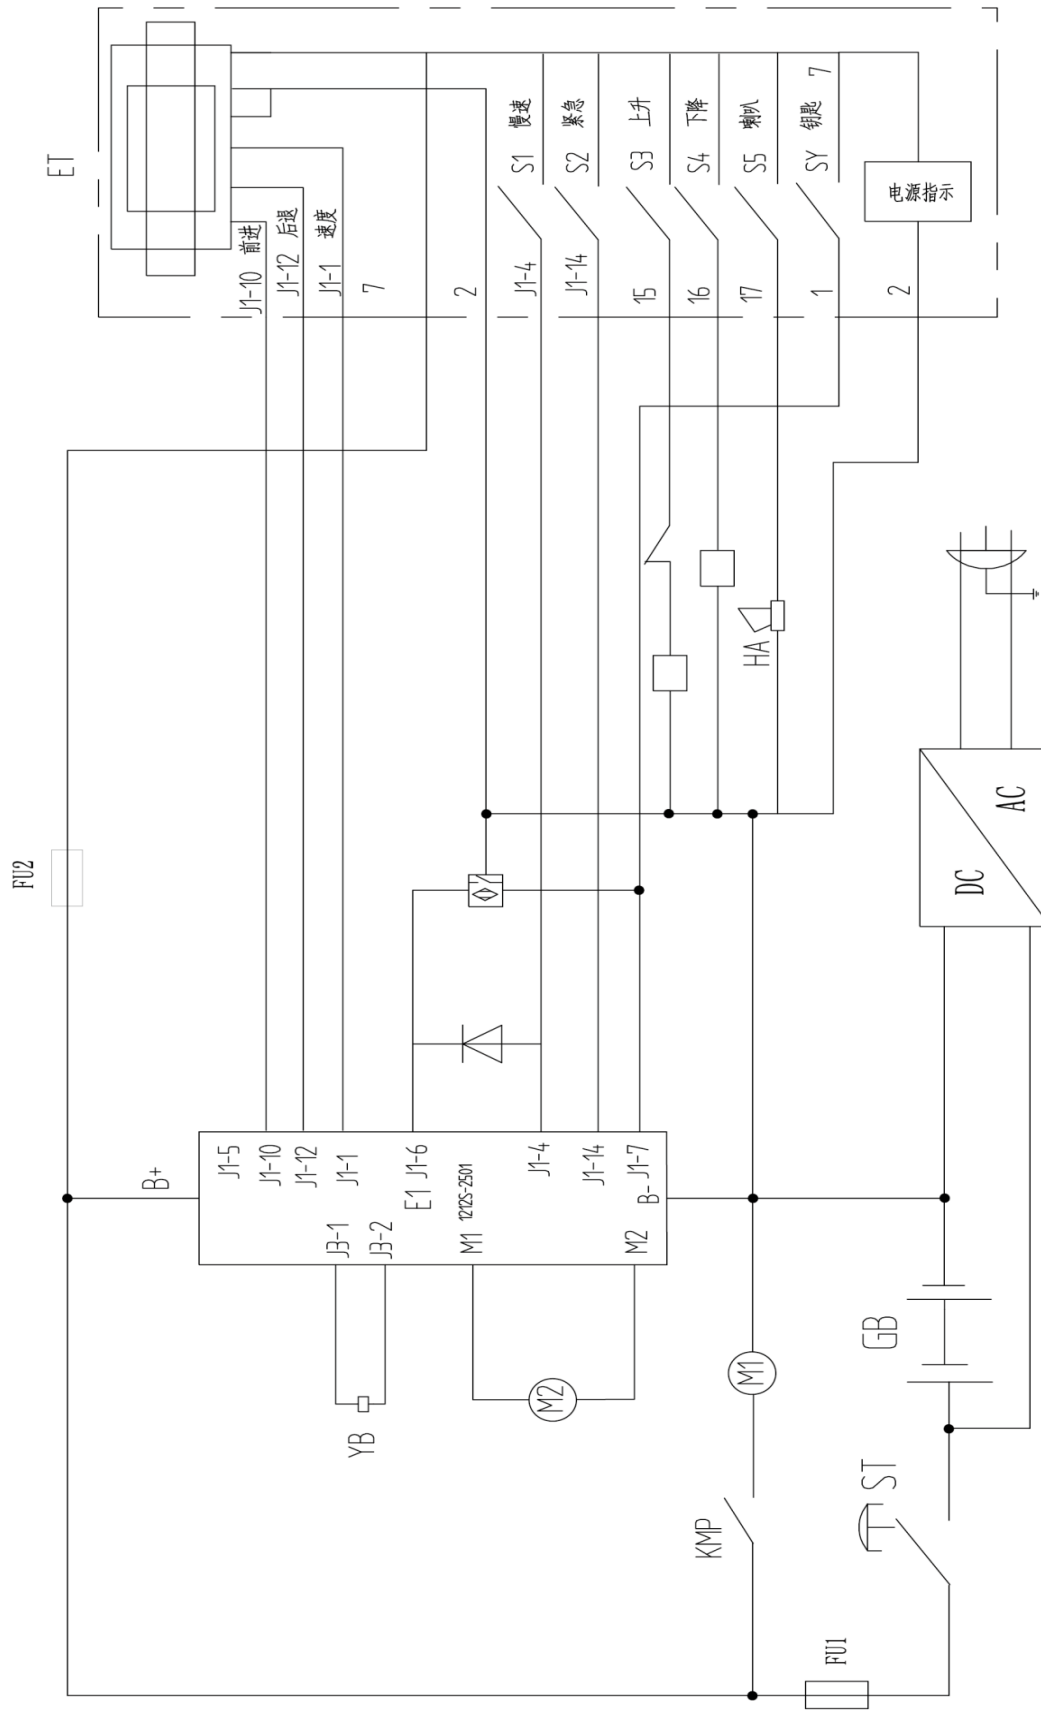 ET
J1-10 前进
J1-12 后退
J1-1 速度
7
2
J1-4 S1 慢速
J1-14 S2 紧急
15 S3 上升
16 S4 下降
17 S5 喇叭
1 SY 钥匙 7
2 电源指示
FU2
HA
DC AC
B+
J1-5
J1-10
J1-12
J1-1
J3-1
J3-2
E1 J1-6
M1 1212S-2501
J1-4
J1-14
M2 B- J1-7
YB
M2
M1
KMP
GB
ST
FU1